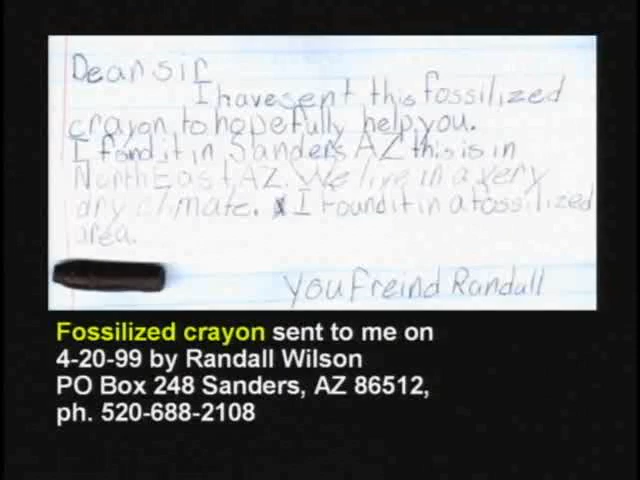 Dear sir
I have sent this fossilized
crayon, to hopefully help you.
I fond it in Sanders AZ this is in
North East, AZ. We live in a very
dry climate. I found it in a fossilized
area.
you Freind Randall
Fossilized crayon sent to me on
4-20-99 by Randall Wilson
PO Box 248 Sanders, AZ 86512,
ph. 520-688-2108